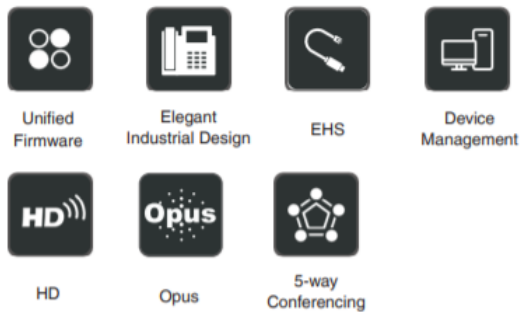 Unified
Firmware
Elegant
Industrial Design
EHS
Device
Management
HD
Opus
HD
Opus
5-way
Conferencing